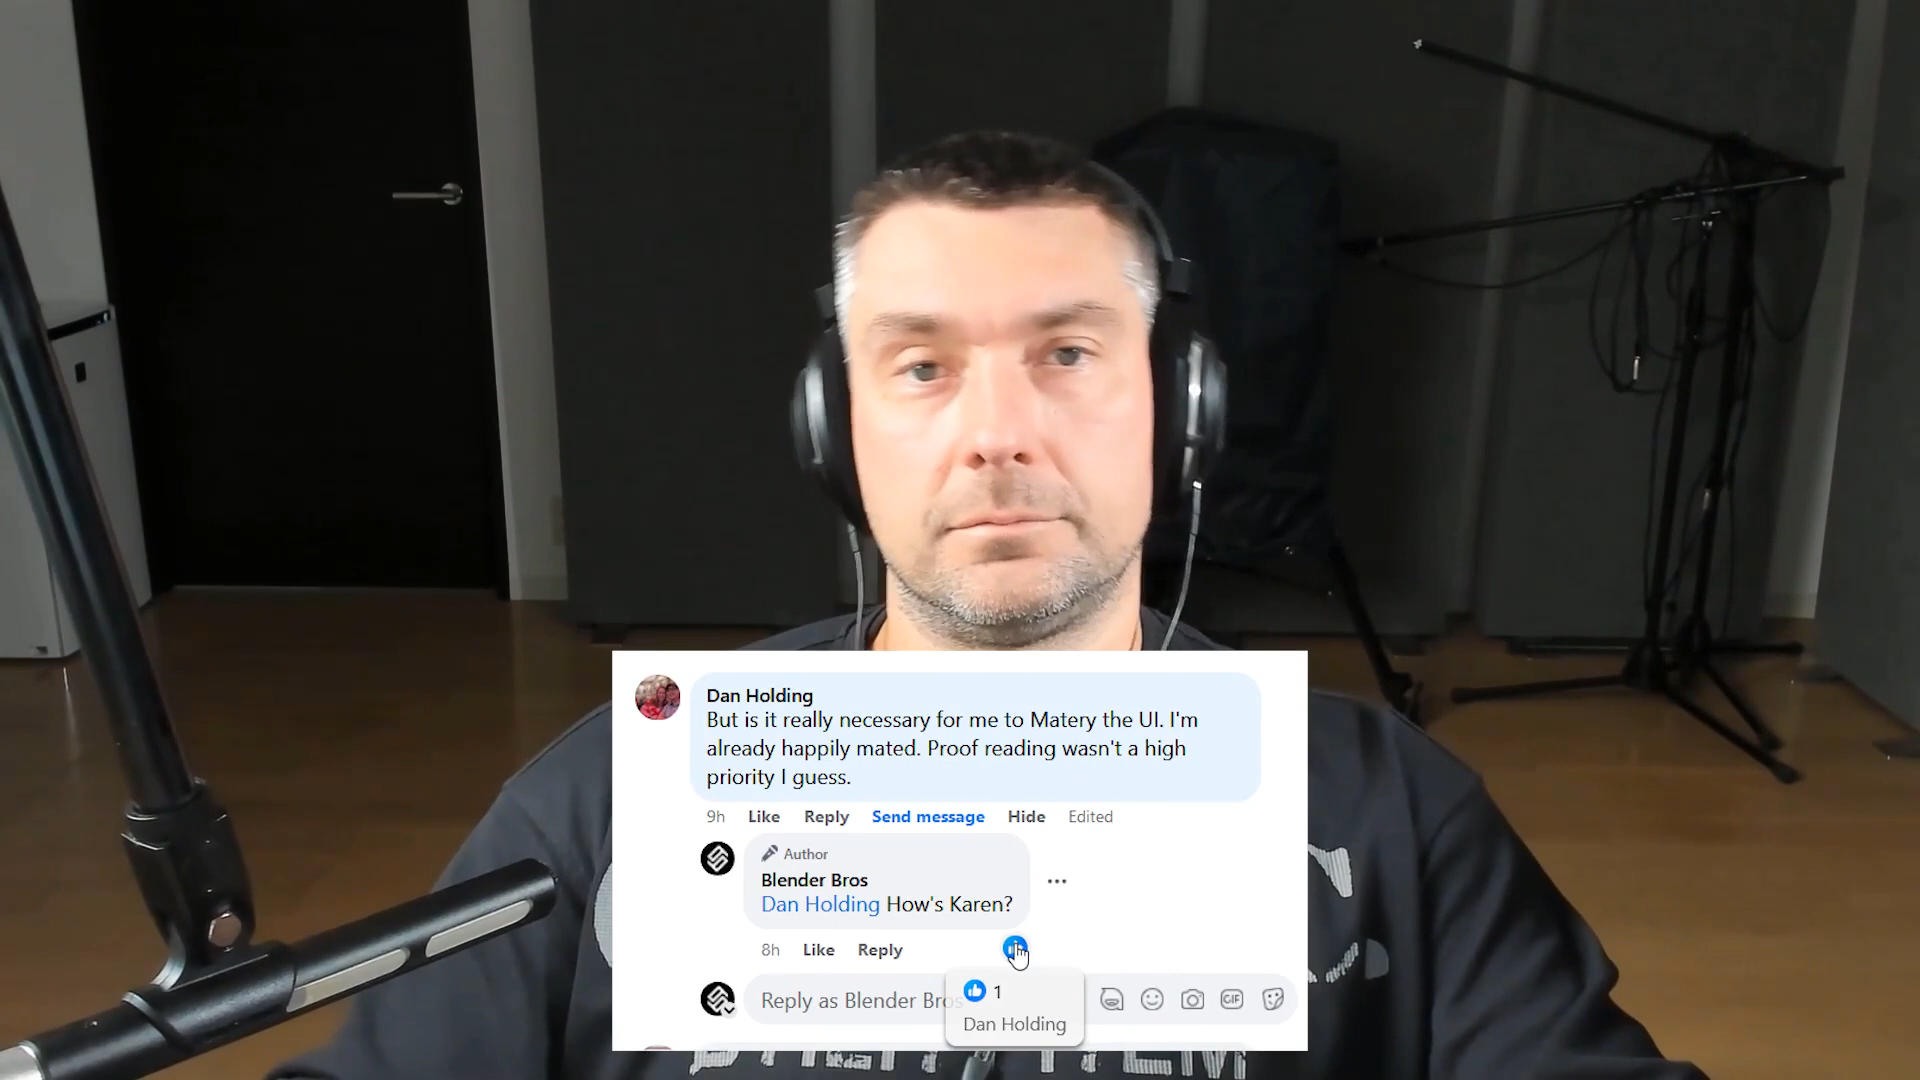 Dan Holding
But is it really necessary for me to Matery the UI. I'm
already happily mated. Proof reading wasn't a high
priority I guess.
9h Like Reply Send message Hide Edited
Author
Blender Bros
Dan Holding How's Karen?
8h Like Reply
Reply as Blender Bros
1
Dan Holding
GIF